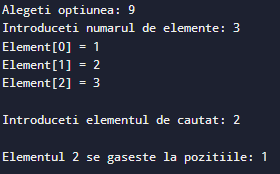 Alegeti optiunea: 9
Introduceti numarul de elemente: 3
Element[0] = 1
Element[1] = 2
Element[2] = 3
Introduceti elementul de cautat: 2
Elementul 2 se gaseste la pozitiile: 1